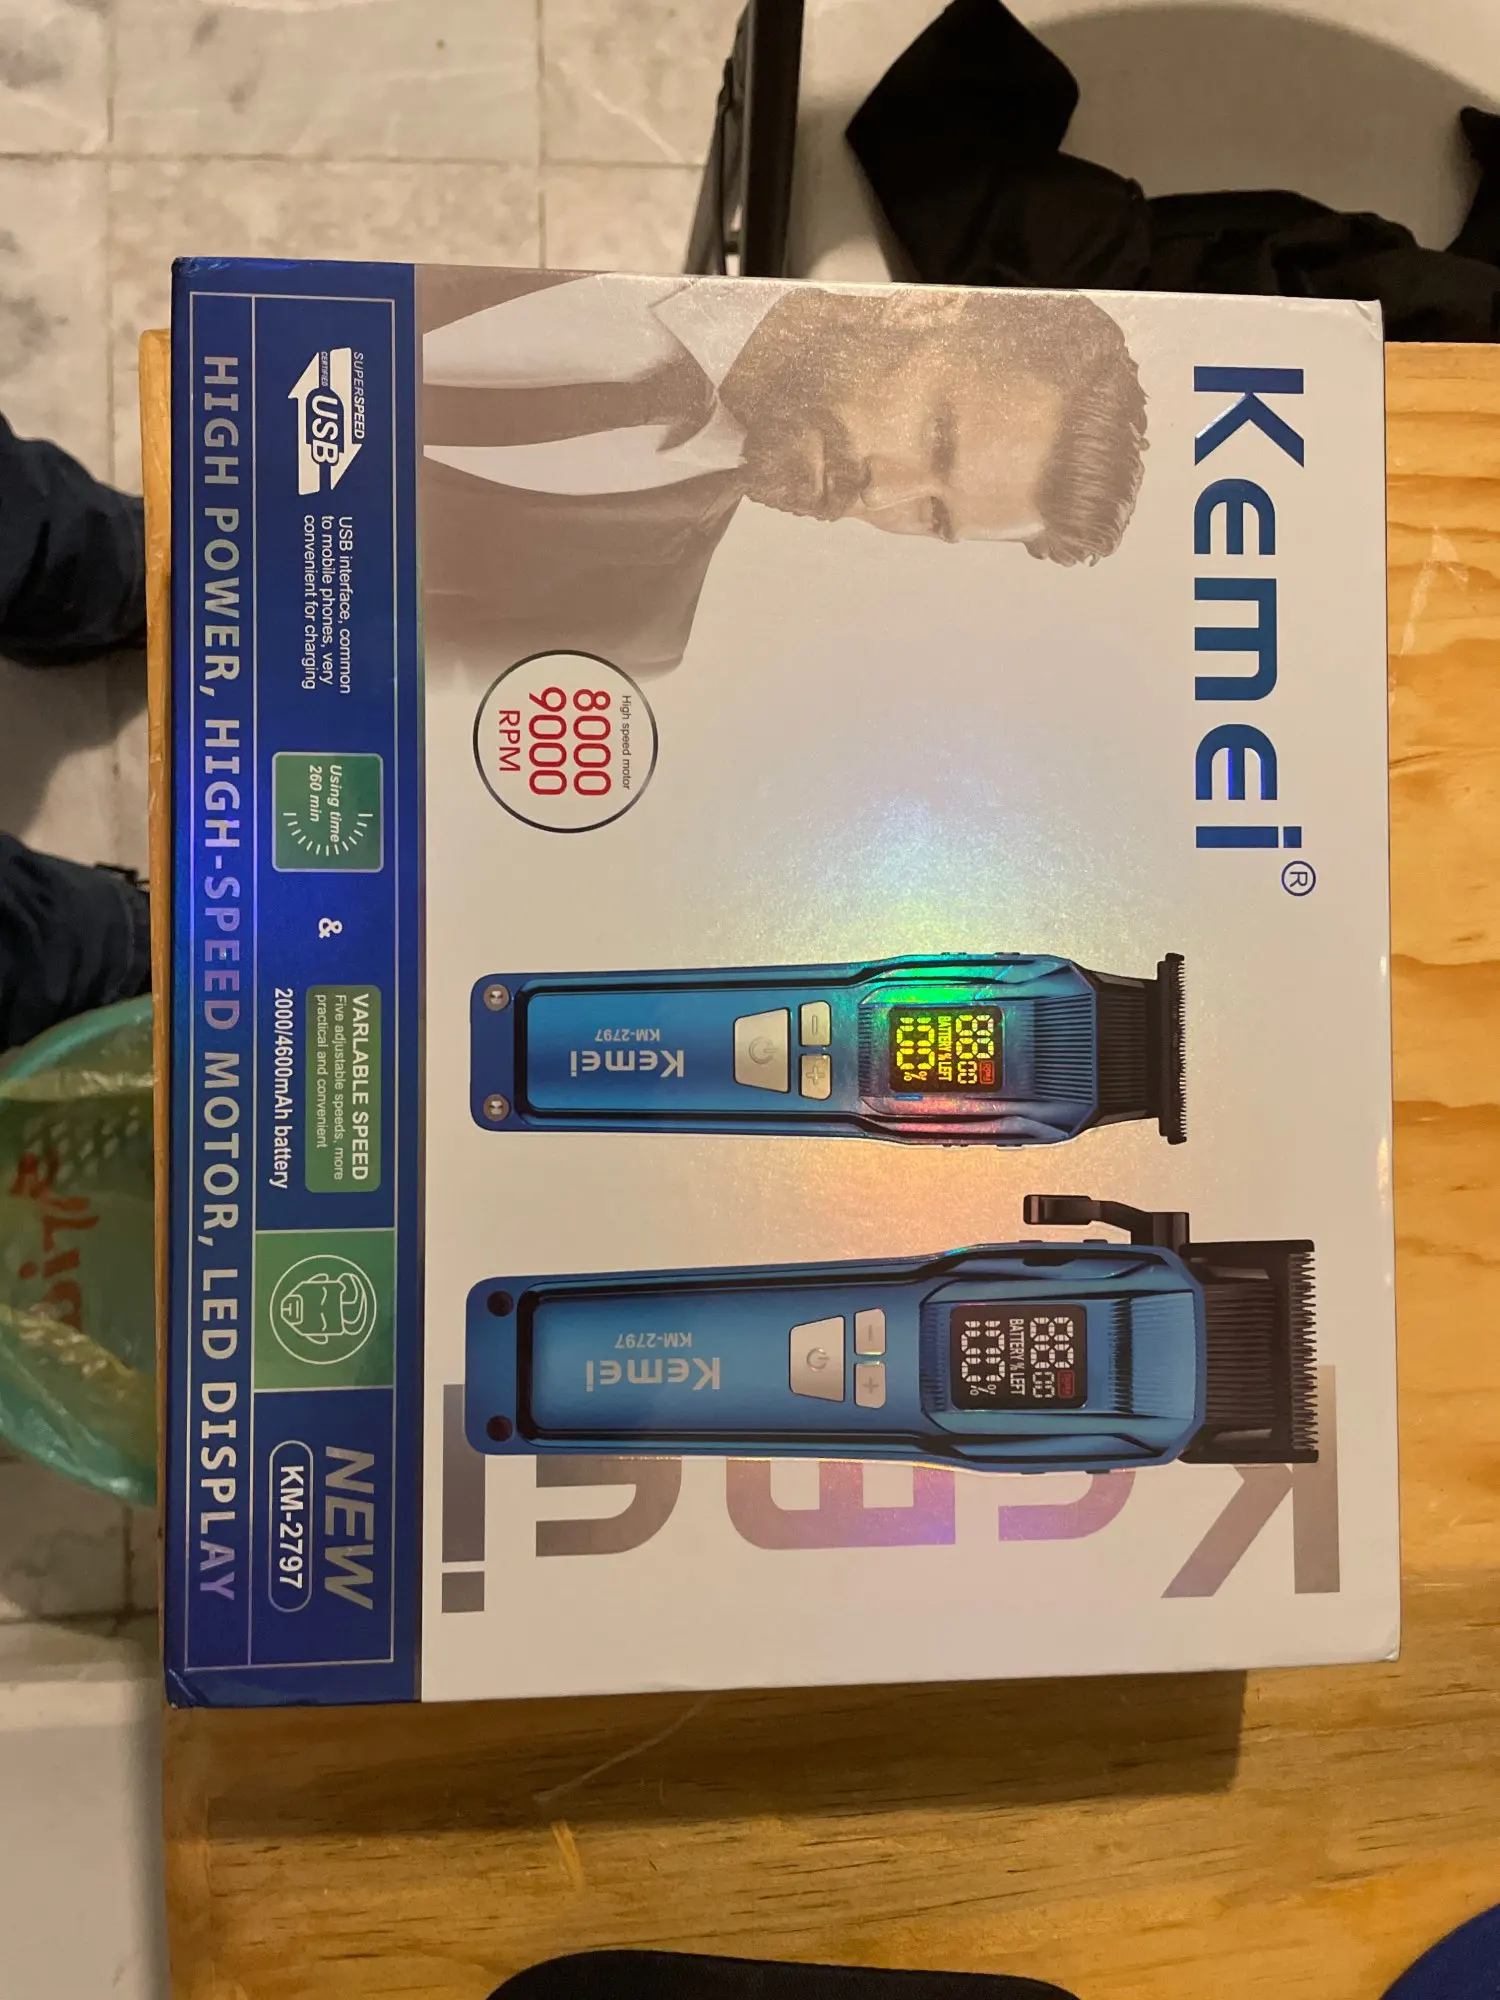 Kemei®
High speed motor
8000
9000
RPM
Kemei
KM-2797
8800
RPM
BATTERY % LEFT
100%
Kemei
KM-2797
8800
BATTERY % LEFT
100%
Kemei
SUPERSPEED
CERTIFIED
USB
USB interface, common
to mobile phones, very
convenient for charging
Using time
260 min
&
VARLABLE SPEED
Five adjustable speeds, more
practical and convenient
2000/4600mAh battery
NEW
KM-2797
HIGH POWER, HIGH-SPEED MOTOR, LED DISPLAY